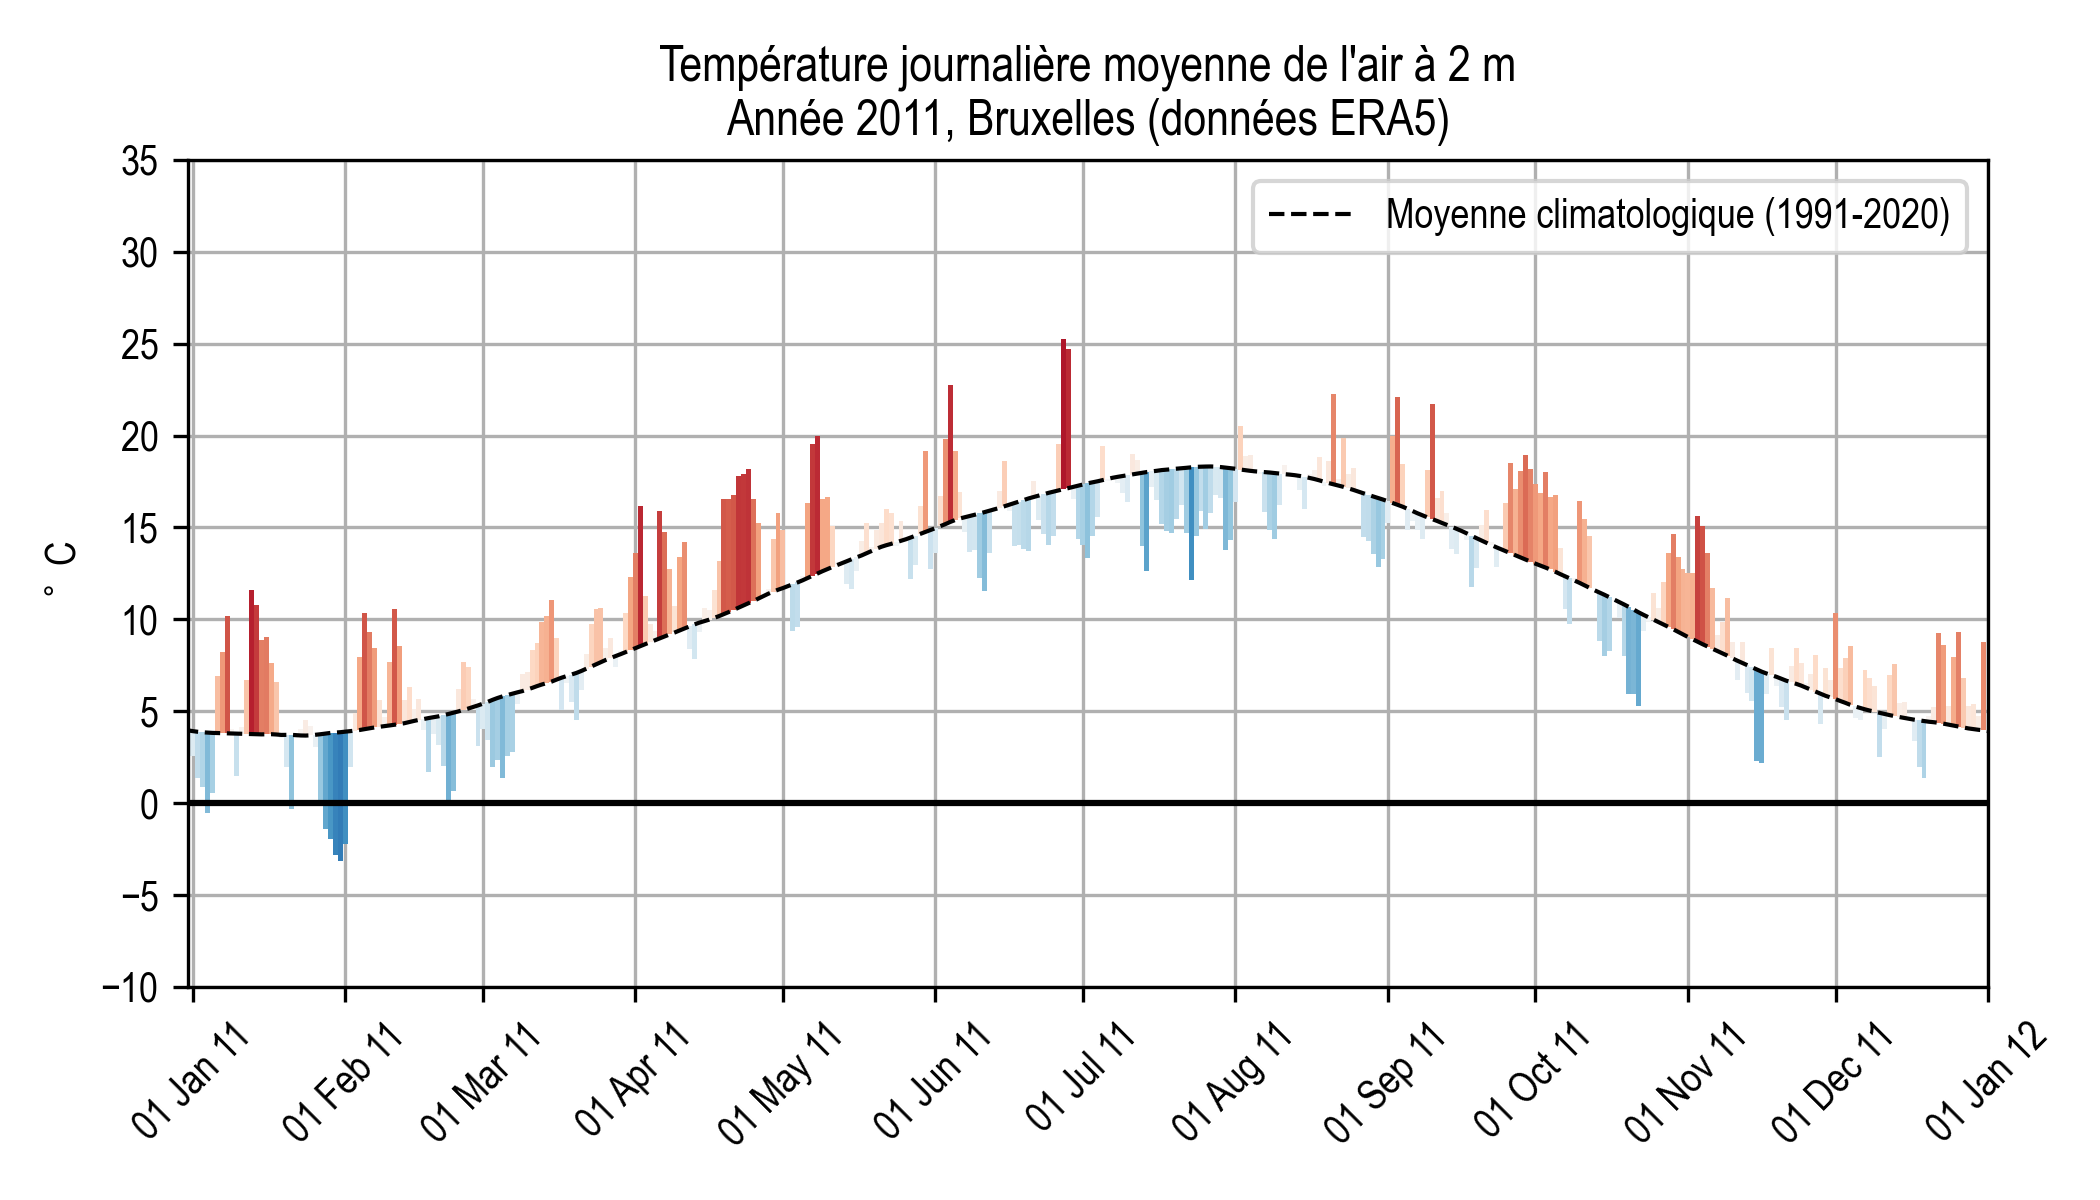 Température journalière moyenne de l'air à 2 m
Année 2011, Bruxelles (données ERA5)
Moyenne climatologique (1991-2020)
35
30
25
20
15
10
5
0
−5
−10
° C
01 Jan 11
01 Feb 11
01 Mar 11
01 Apr 11
01 May 11
01 Jun 11
01 Jul 11
01 Aug 11
01 Sep 11
01 Oct 11
01 Nov 11
01 Dec 11
01 Jan 12